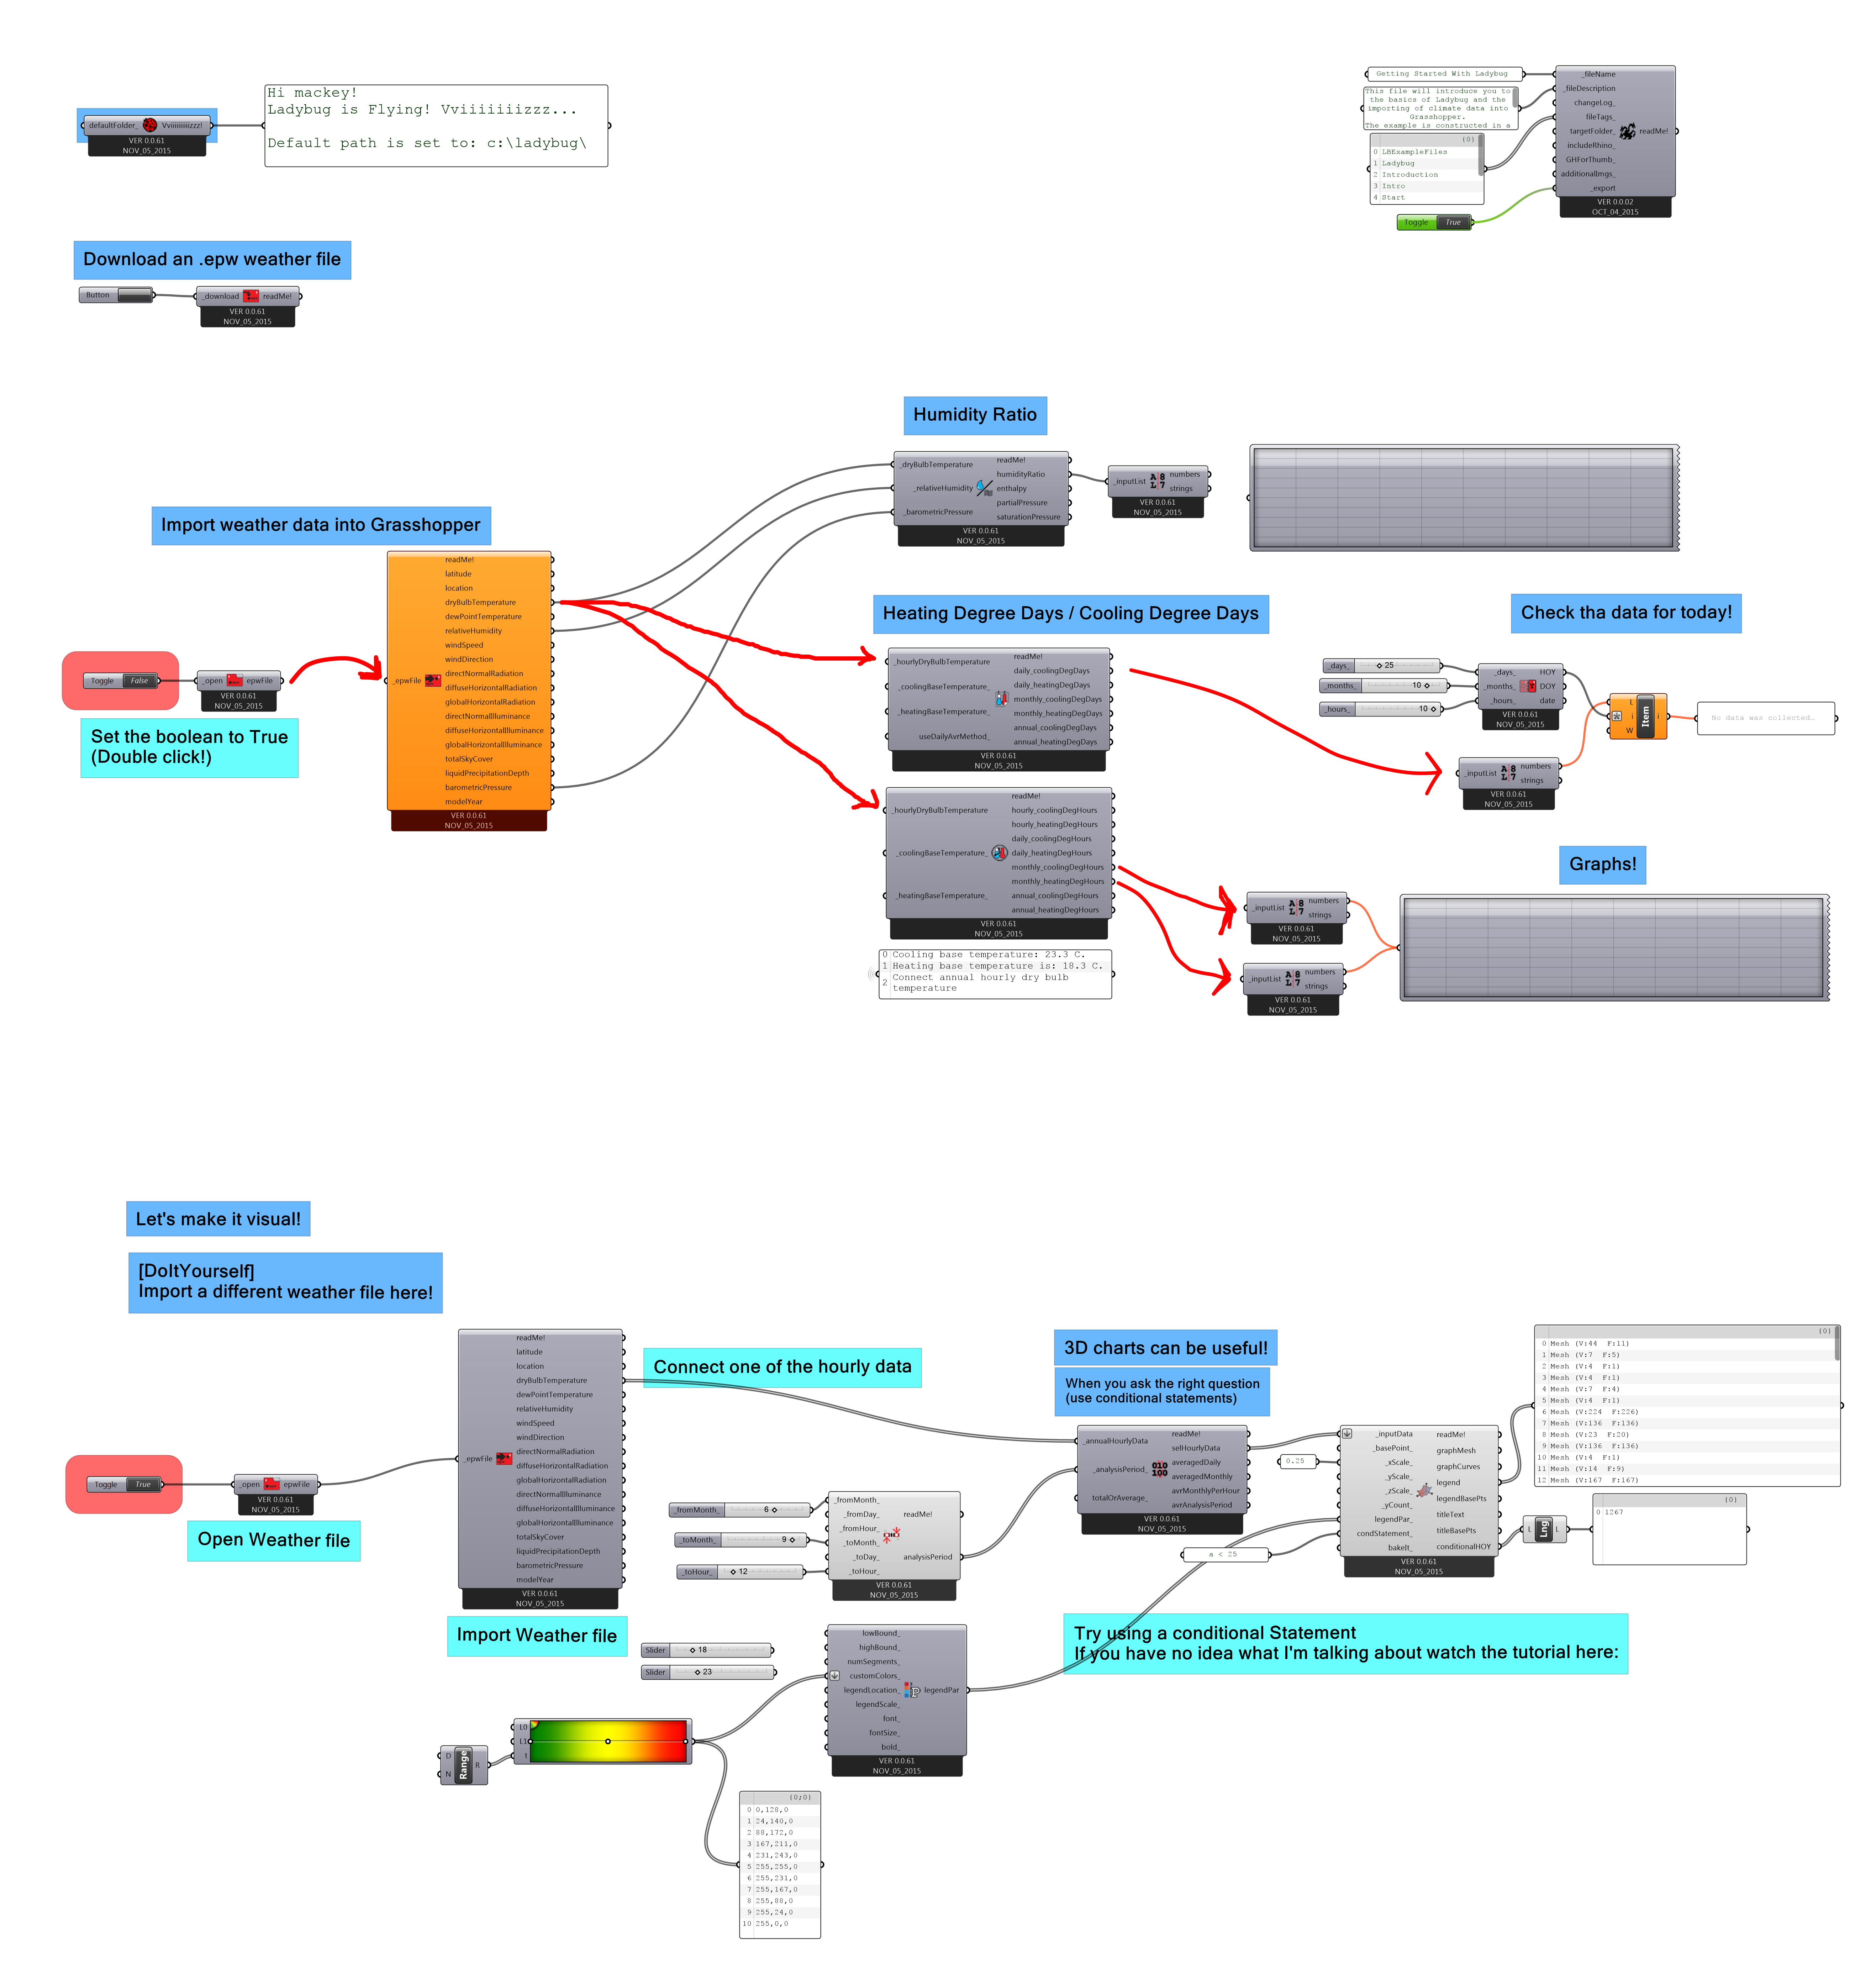 Hi mackey!
Ladybug is Flying! Vviiiiiiizzz...
Default path is set to: c:\ladybug\
defaultFolder_ Vviiiiiiiizzz!
VER 0.0.61
NOV_05_2015
Getting Started With Ladybug
This file will introduce you to
the basics of Ladybug and the
importing of climate data into
Grasshopper.
The example is constructed in a
{0}
0 LBExampleFiles
1 Ladybug
2 Introduction
3 Intro
4 Start
Toggle True
_fileName
_fileDescription
changeLog_
fileTags_
targetFolder_ readMe!
includeRhino_
GHForThumb_
additionalImgs_
_export
VER 0.0.02
OCT_04_2015
Download an .epw weather file
Button
_download readMe!
VER 0.0.61
NOV_05_2015
Humidity Ratio
_dryBulbTemperature
_relativeHumidity
_barometricPressure
readMe!
humidityRatio
enthalpy
partialPressure
saturationPressure
VER 0.0.61
NOV_05_2015
_inputList
numbers
strings
VER 0.0.61
NOV_05_2015
Import weather data into Grasshopper
Toggle False
_open epwFile
VER 0.0.61
NOV_05_2015
Set the boolean to True
(Double click!)
_epwFile
readMe!
latitude
location
dryBulbTemperature
dewPointTemperature
relativeHumidity
windSpeed
windDirection
directNormalRadiation
diffuseHorizontalRadiation
globalHorizontalRadiation
directNormalIlluminance
diffuseHorizontalIlluminance
globalHorizontalIlluminance
totalSkyCover
liquidPrecipitationDepth
barometricPressure
modelYear
VER 0.0.61
NOV_05_2015
Heating Degree Days / Cooling Degree Days
_hourlyDryBulbTemperature
_coolingBaseTemperature_
_heatingBaseTemperature_
useDailyAvrMethod_
readMe!
daily_coolingDegDays
daily_heatingDegDays
monthly_coolingDegDays
monthly_heatingDegDays
annual_coolingDegDays
annual_heatingDegDays
VER 0.0.61
NOV_05_2015
_hourlyDryBulbTemperature
_coolingBaseTemperature_
_heatingBaseTemperature_
readMe!
hourly_coolingDegHours
hourly_heatingDegHours
daily_coolingDegHours
daily_heatingDegHours
monthly_coolingDegHours
monthly_heatingDegHours
annual_coolingDegHours
annual_heatingDegHours
VER 0.0.61
NOV_05_2015
0 Cooling base temperature: 23.3 C.
1 Heating base temperature is: 18.3 C.
2 Connect annual hourly dry bulb
temperature
Check tha data for today!
_days_ 25
_months_ 10
_hours_ 10
_days_ HOY
_months_ DOY
_hours_ date
VER 0.0.61
NOV_05_2015
L
i
W
Item
i
No data was collected…
_inputList
numbers
strings
VER 0.0.61
NOV_05_2015
Graphs!
_inputList
numbers
strings
VER 0.0.61
NOV_05_2015
_inputList
numbers
strings
VER 0.0.61
NOV_05_2015
Let's make it visual!
[DoItYourself]
Import a different weather file here!
Toggle True
_open epwFile
VER 0.0.61
NOV_05_2015
Open Weather file
_epwFile
readMe!
latitude
location
dryBulbTemperature
dewPointTemperature
relativeHumidity
windSpeed
windDirection
directNormalRadiation
diffuseHorizontalRadiation
globalHorizontalRadiation
directNormalIlluminance
diffuseHorizontalIlluminance
globalHorizontalIlluminance
totalSkyCover
liquidPrecipitationDepth
barometricPressure
modelYear
VER 0.0.61
NOV_05_2015
Import Weather file
Connect one of the hourly data
_fromMonth_ 6
_toMonth_ 9
_toHour_ 12
_fromMonth_
_fromDay_
_fromHour_
_toMonth_
_toDay_
_toHour_
readMe!
analysisPeriod
VER 0.0.61
NOV_05_2015
3D charts can be useful!
When you ask the right question
(use conditional statements)
_annualHourlyData
_analysisPeriod_
totalOrAverage_
readMe!
selHourlyData
averagedDaily
averagedMonthly
avrMonthlyPerHour
avrAnalysisPeriod
VER 0.0.61
NOV_05_2015
0.25
a < 25
_inputData
_basePoint_
_xScale_
_yScale_
_zScale_
_yCount_
legendPar_
condStatement_
bakeIt_
readMe!
graphMesh
graphCurves
legend
legendBasePts
titleText
titleBasePts
conditionalHOY
VER 0.0.61
NOV_05_2015
{0}
0 Mesh (V:44 F:11)
1 Mesh (V:7 F:5)
2 Mesh (V:4 F:1)
3 Mesh (V:4 F:1)
4 Mesh (V:7 F:4)
5 Mesh (V:4 F:1)
6 Mesh (V:224 F:226)
7 Mesh (V:136 F:136)
8 Mesh (V:23 F:20)
9 Mesh (V:136 F:136)
10 Mesh (V:4 F:1)
11 Mesh (V:14 F:9)
12 Mesh (V:167 F:167)
L Lng L
{0}
0 1267
Try using a conditional Statement
If you have no idea what I'm talking about watch the tutorial here:
Slider 18
Slider 23
lowBound_
highBound_
numSegments_
customColors_
legendLocation_ legendPar
legendScale_
font_
fontSize_
bold_
VER 0.0.61
NOV_05_2015
D
N
Range
R
L0
L1
t
{0;0}
0 0,128,0
1 24,140,0
2 88,172,0
3 167,211,0
4 231,243,0
5 255,255,0
6 255,231,0
7 255,167,0
8 255,88,0
9 255,24,0
10 255,0,0